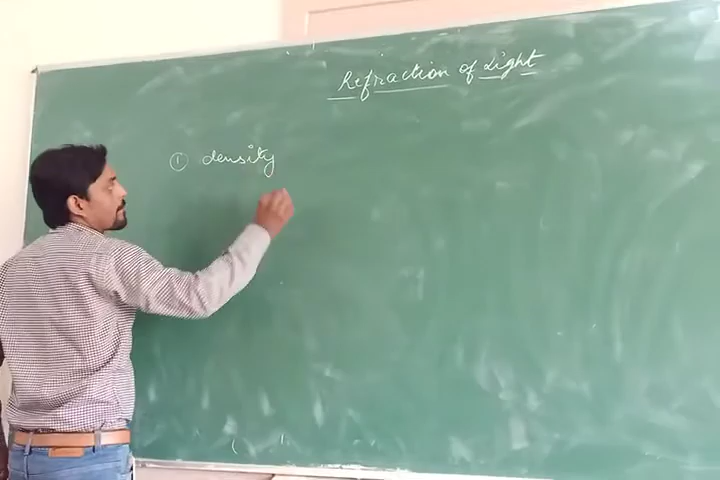 Refraction of Light
① density